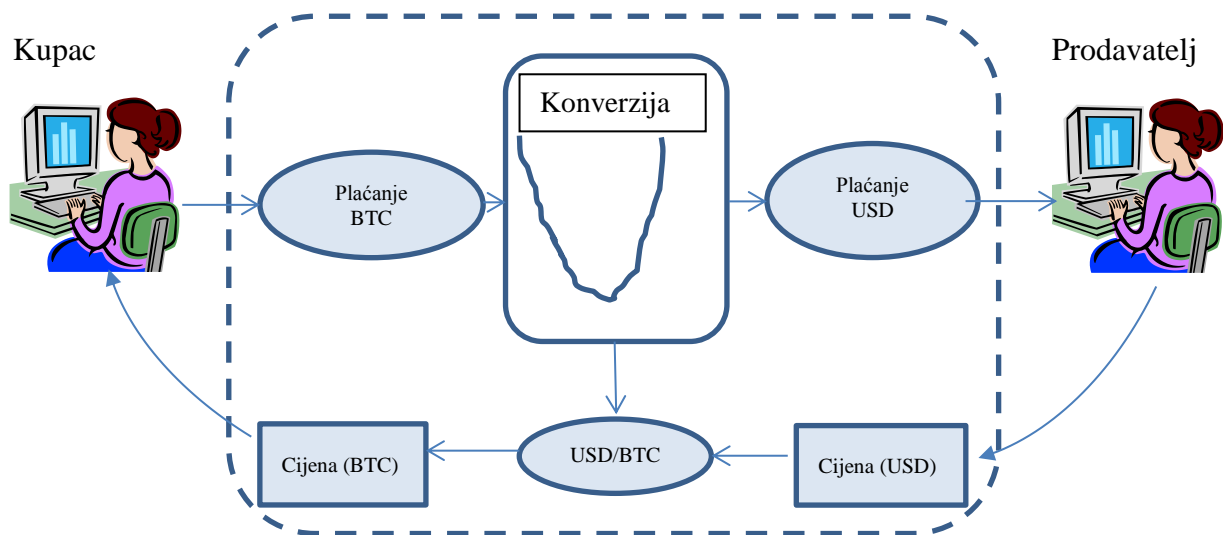 Kupac
Prodavatelj
Konverzija
Plaćanje
BTC
Plaćanje
USD
Cijena (BTC)
USD/BTC
Cijena (USD)